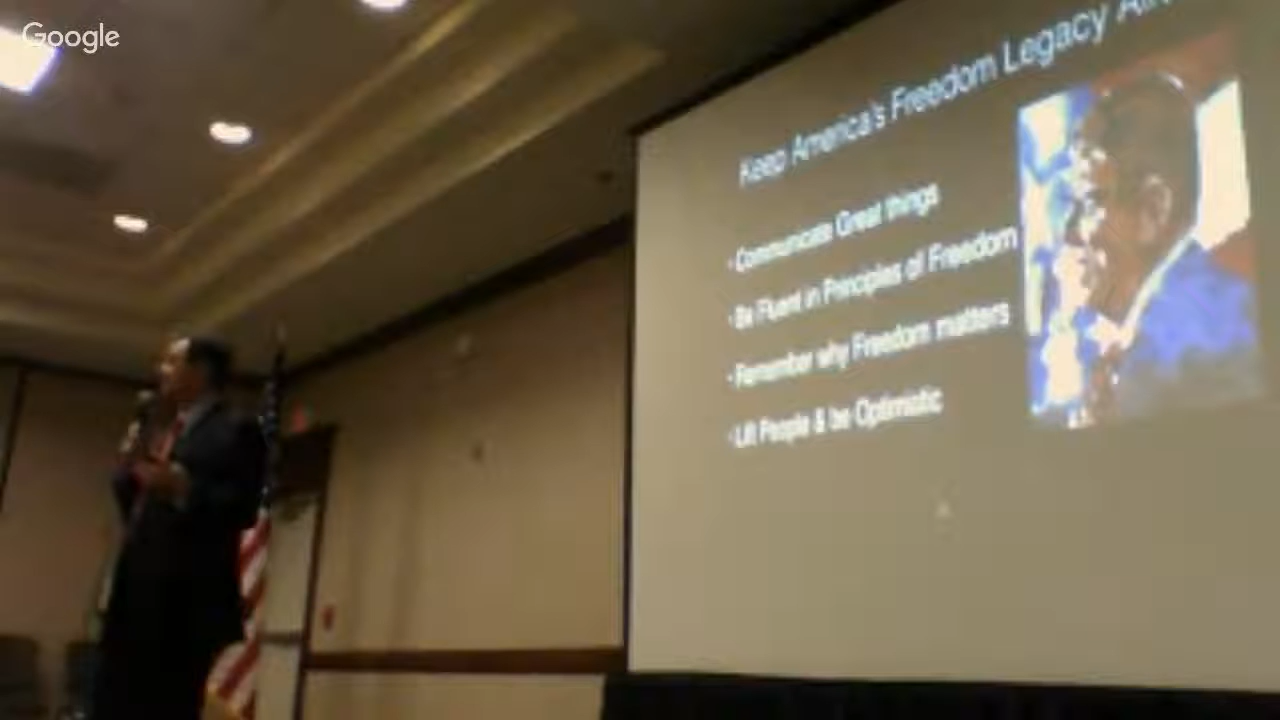 Google
Keep America's Freedom Legacy
·Communicate Great things
·Be Fluent in Principles of Freedom
·Remember why Freedom matters
·Lift People & be Optimistic